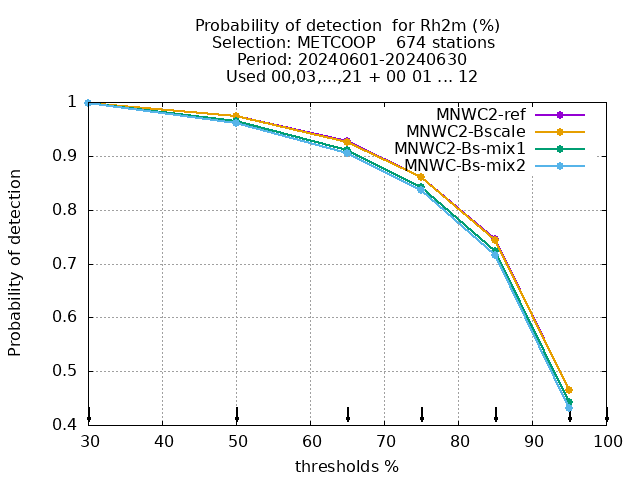 Probability of detection  for Rh2m (%)
Selection: METCOOP    674 stations
Period: 20240601-20240630
Used 00,03,...,21 + 00 01 ... 12
MNWC2-ref
MNWC2-Bscale
MNWC2-Bs-mix1
MNWC-Bs-mix2
Probability of detection
1
0.9
0.8
0.7
0.6
0.5
0.4
30 40 50 60 70 80 90 100
thresholds %